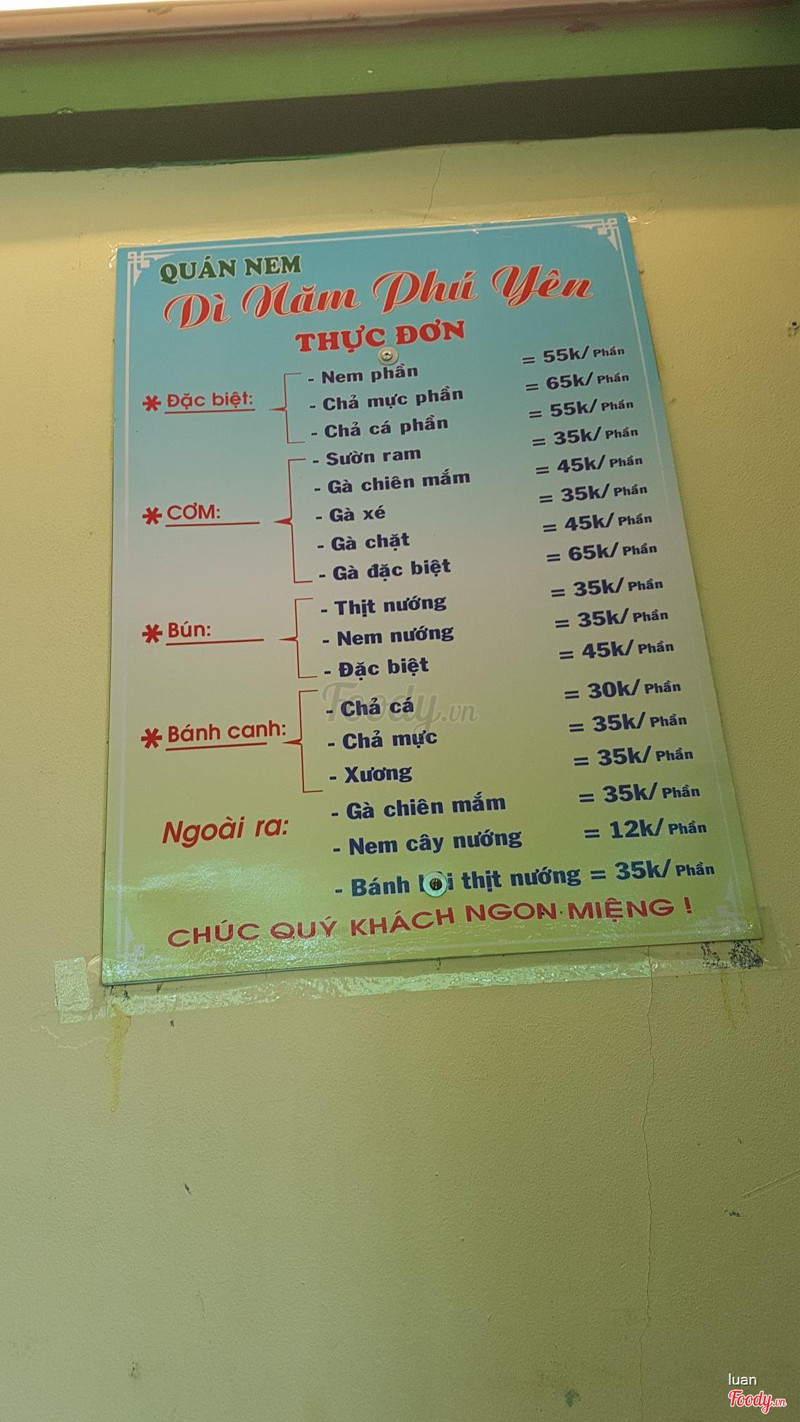 QUÁN NEM
Dì Năm Phú Yên
THỰC ĐƠN
* Đặc biệt:
- Nem phần = 55k/ Phần
- Chả mực phần = 65k/ Phần
- Chả cá phần = 55k/ Phần
* CƠM:
- Sườn ram = 35k/ Phần
- Gà chiên mắm = 45k/ Phần
- Gà xé = 35k/ Phần
- Gà chặt = 45k/ Phần
- Gà đặc biệt = 65k/ Phần
* Bún:
- Thịt nướng = 35k/ Phần
- Nem nướng = 35k/ Phần
- Đặc biệt = 45k/ Phần
* Bánh canh:
- Chả cá = 30k/ Phần
- Chả mực = 35k/ Phần
- Xương = 35k/ Phần
Ngoài ra:
- Gà chiên mắm = 35k/ Phần
- Nem cây nướng = 12k/ Phần
- Bánh thịt nướng = 35k/ Phần
CHÚC QUÝ KHÁCH NGON MIỆNG !
Foody.vn
luan
Foody.vn